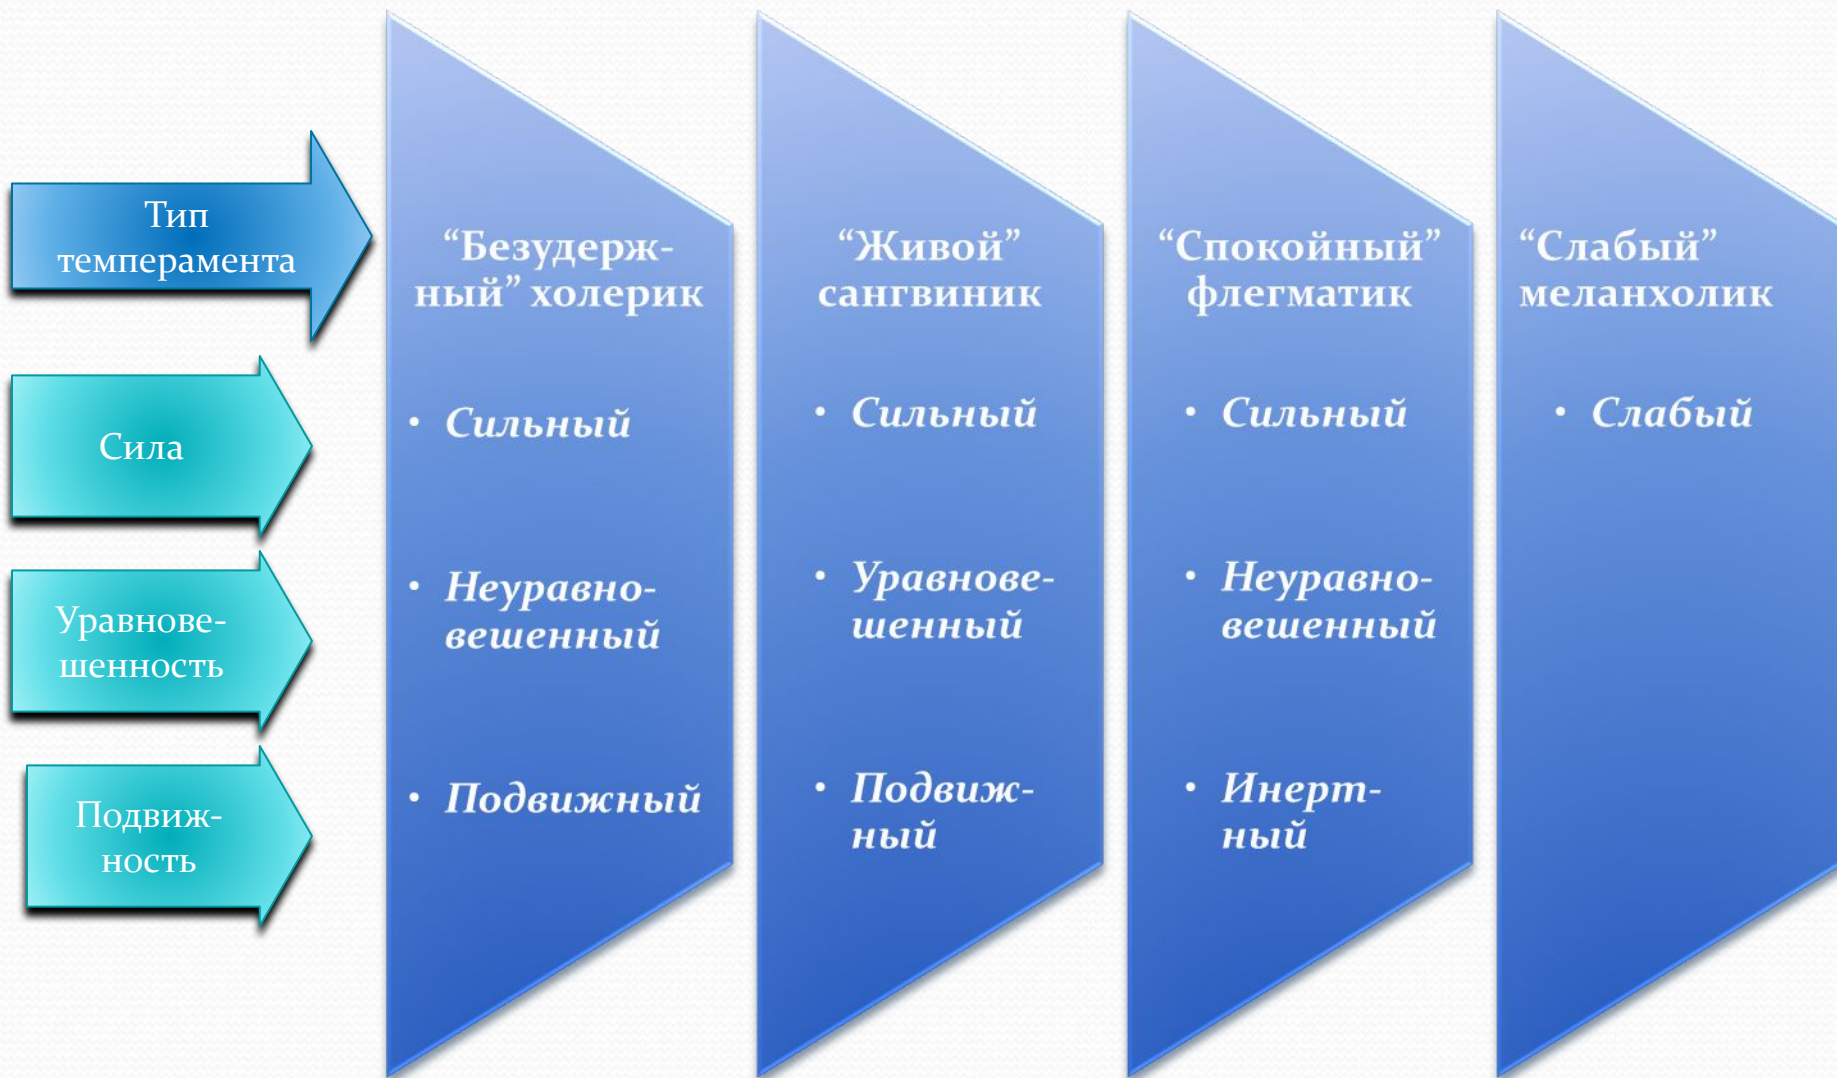 Тип
темперамента
Сила
Уравнове-
шенность
Подвиж-
ность
“Безудерж-
ный” холерик
• Сильный
• Неуравно-
вешенный
• Подвижный
“Живой”
сангвиник
• Сильный
• Уравнове-
шенный
• Подвиж-
ный
“Спокойный”
флегматик
• Сильный
• Неуравно-
вешенный
• Инерт-
ный
“Слабый”
меланхолик
• Слабый